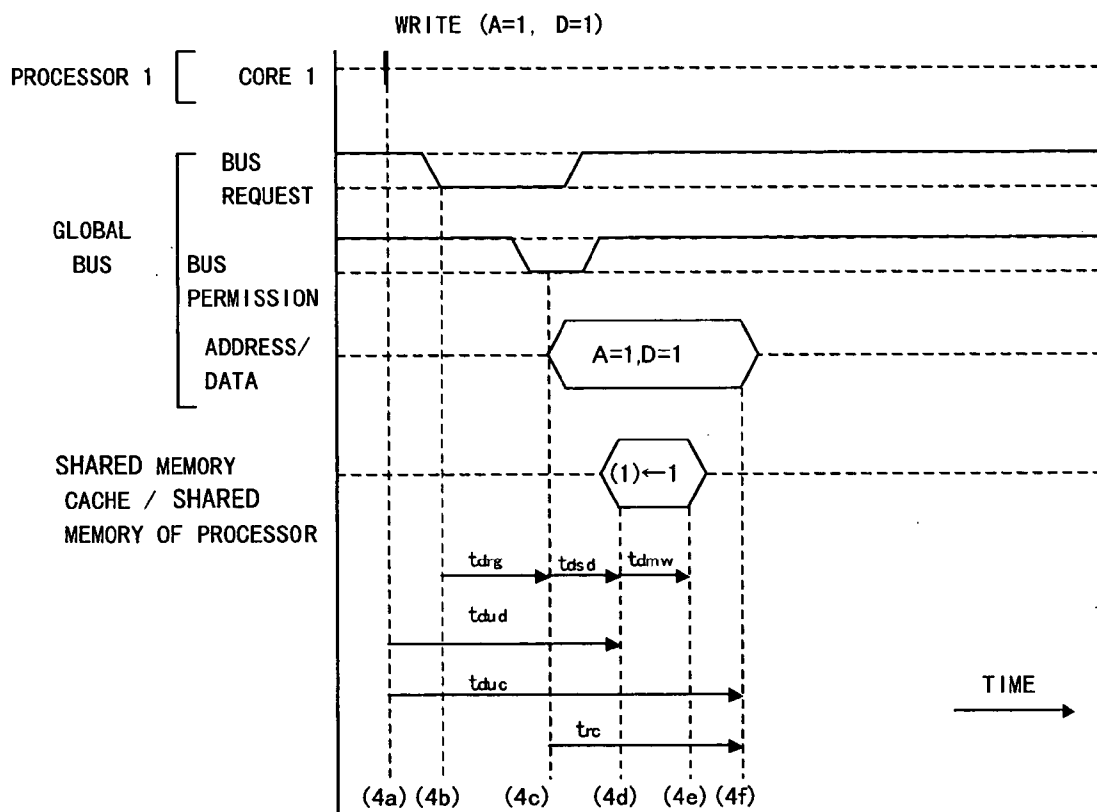 WRITE (A=1, D=1)
PROCESSOR 1
CORE 1
BUS
REQUEST
GLOBAL
BUS
BUS
PERMISSION
ADDRESS/
DATA
A=1,D=1
SHARED MEMORY
CACHE / SHARED
MEMORY OF PROCESSOR
(1)←1
tdrg
tdsd
tdmw
tdud
tduc
trc
TIME
(4a) (4b) (4c) (4d) (4e) (4f)